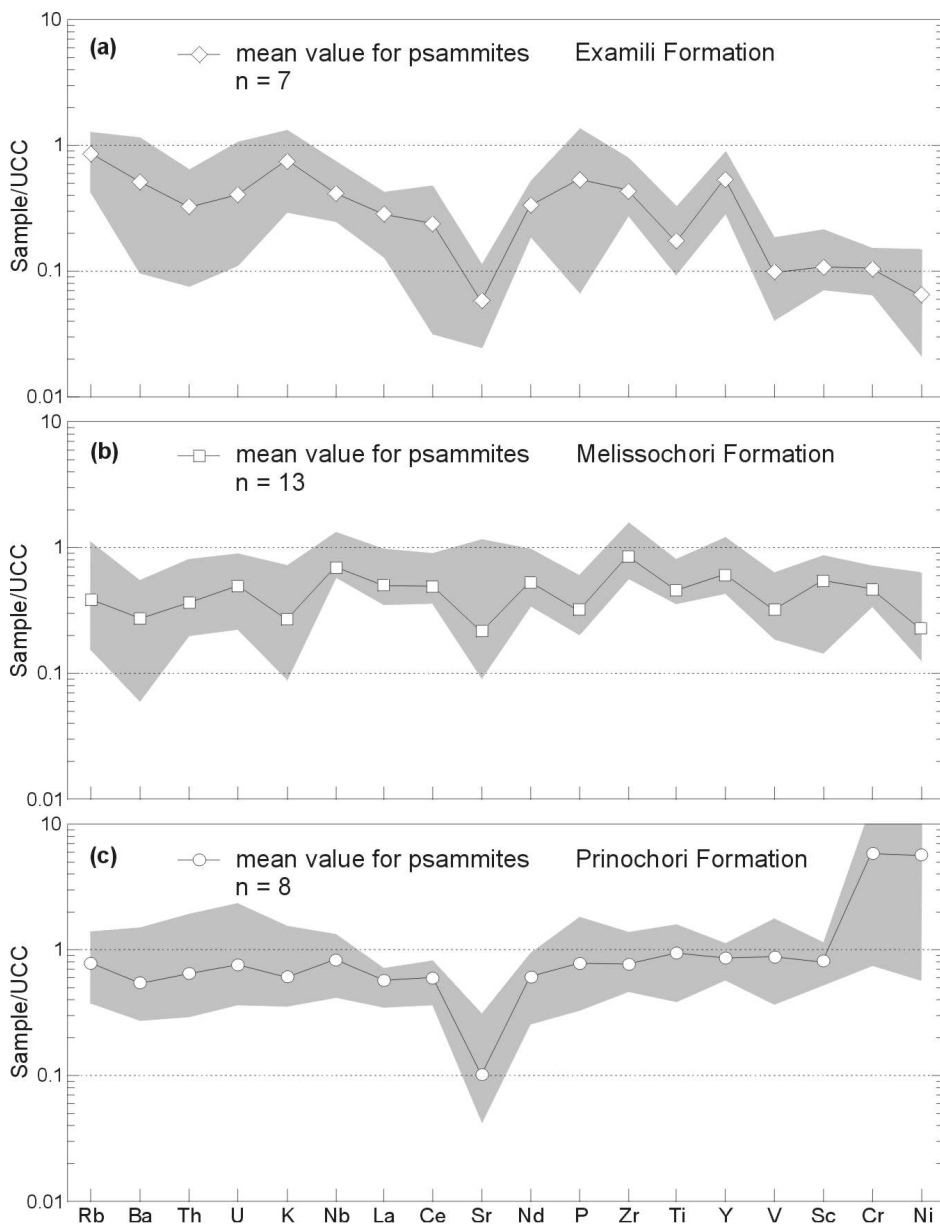 10
(a)
mean value for psammites Examili Formation
n = 7
1
Sample/UCC
0.1
0.01
10
(b)
mean value for psammites Melissochori Formation
n = 13
1
Sample/UCC
0.1
0.01
10
(c)
mean value for psammites Prinochori Formation
n = 8
1
Sample/UCC
0.1
0.01
Rb Ba Th U K Nb La Ce Sr Nd P Zr Ti Y V Sc Cr Ni